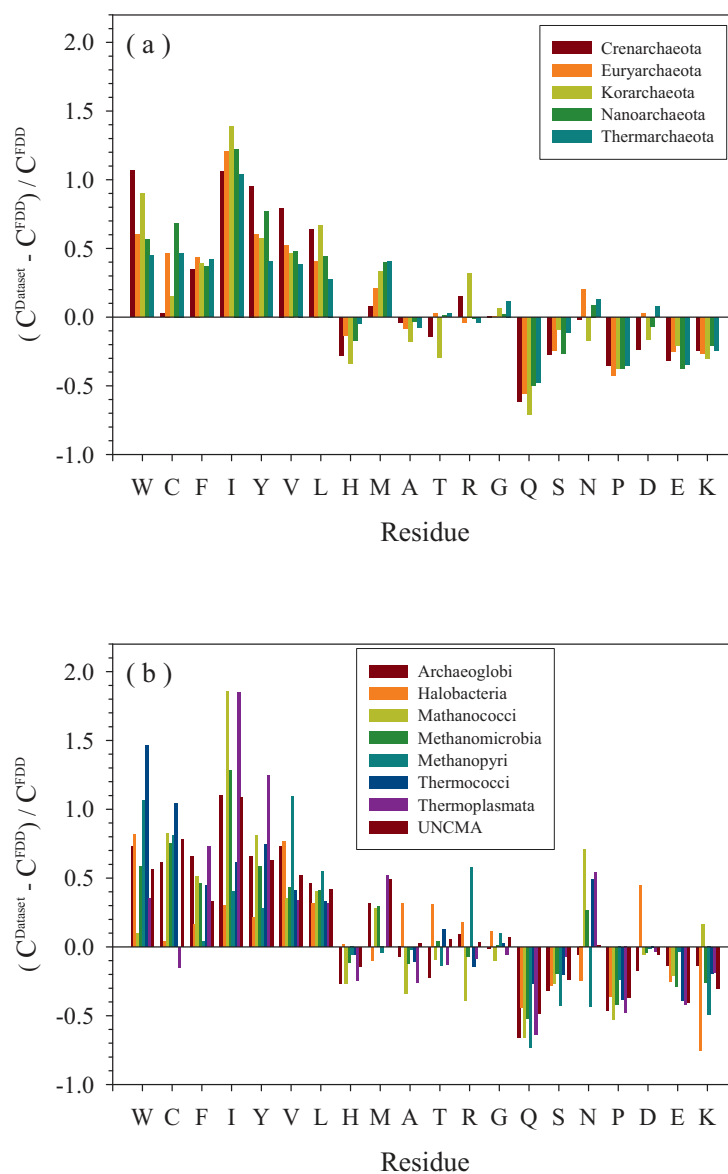 ( a )
2.0
1.5
1.0
0.5
0.0
-0.5
-1.0
( C^Dataset - C^FDD) / C^FDD
Crenarchaeota
Euryarchaeota
Korarchaeota
Nanoarchaeota
Thermarchaeota
W C F I Y V L H M A T R G Q S N P D E K
Residue
( b )
2.0
1.5
1.0
0.5
0.0
-0.5
-1.0
( C^Dataset - C^FDD) / C^FDD
Archaeoglobi
Halobacteria
Mathanococci
Methanomicrobia
Methanopyri
Thermococci
Thermoplasmata
UNCMA
W C F I Y V L H M A T R G Q S N P D E K
Residue